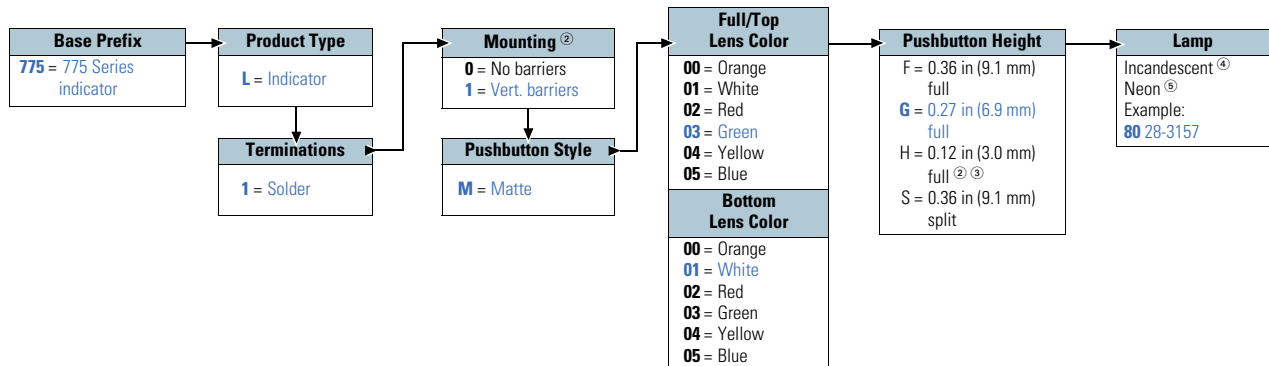 Base Prefix
775 = 775 Series
indicator
Product Type
L = Indicator
Terminations
1 = Solder
Mounting ②
0 = No barriers
1 = Vert. barriers
Pushbutton Style
M = Matte
Full/Top
Lens Color
00 = Orange
01 = White
02 = Red
03 = Green
04 = Yellow
05 = Blue
Bottom
Lens Color
00 = Orange
01 = White
02 = Red
03 = Green
04 = Yellow
05 = Blue
Pushbutton Height
F = 0.36 in (9.1 mm)
full
G = 0.27 in (6.9 mm)
full
H = 0.12 in (3.0 mm)
full ② ③
S = 0.36 in (9.1 mm)
split
Lamp
Incandescent ④
Neon ⑤
Example:
80 28-3157